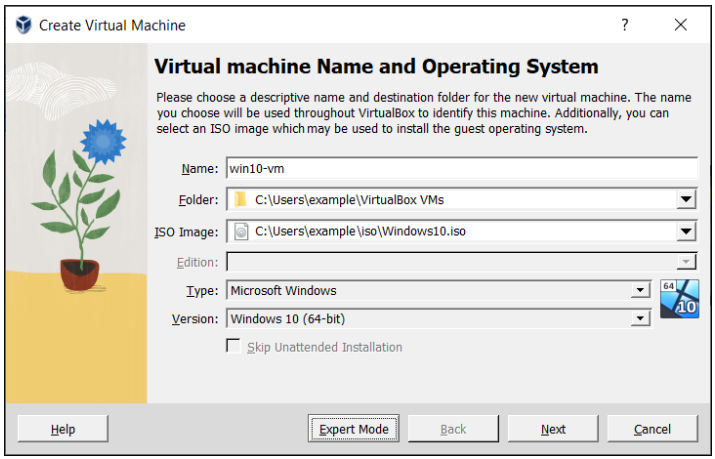 Create Virtual Machine
?
Virtual machine Name and Operating System
Please choose a descriptive name and destination folder for the new virtual machine. The name
you choose will be used throughout VirtualBox to identify this machine. Additionally, you can
select an ISO image which may be used to install the guest operating system.
Name: win10-vm
Folder: C:\Users\example\VirtualBox VMs
ISO Image: C:\Users\example\iso\Windows10.iso
Edition:
Type: Microsoft Windows 64
Version: Windows 10 (64-bit) 10
Skip Unattended Installation
Help Expert Mode Back Next Cancel